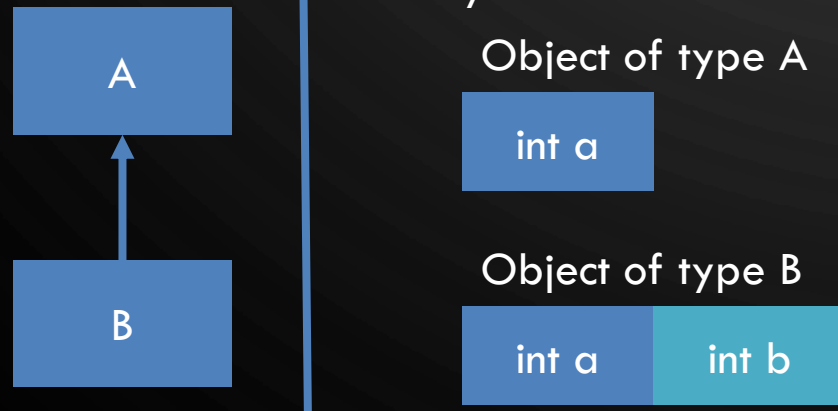 A
B
Object of type A
int a
Object of type B
int a int b